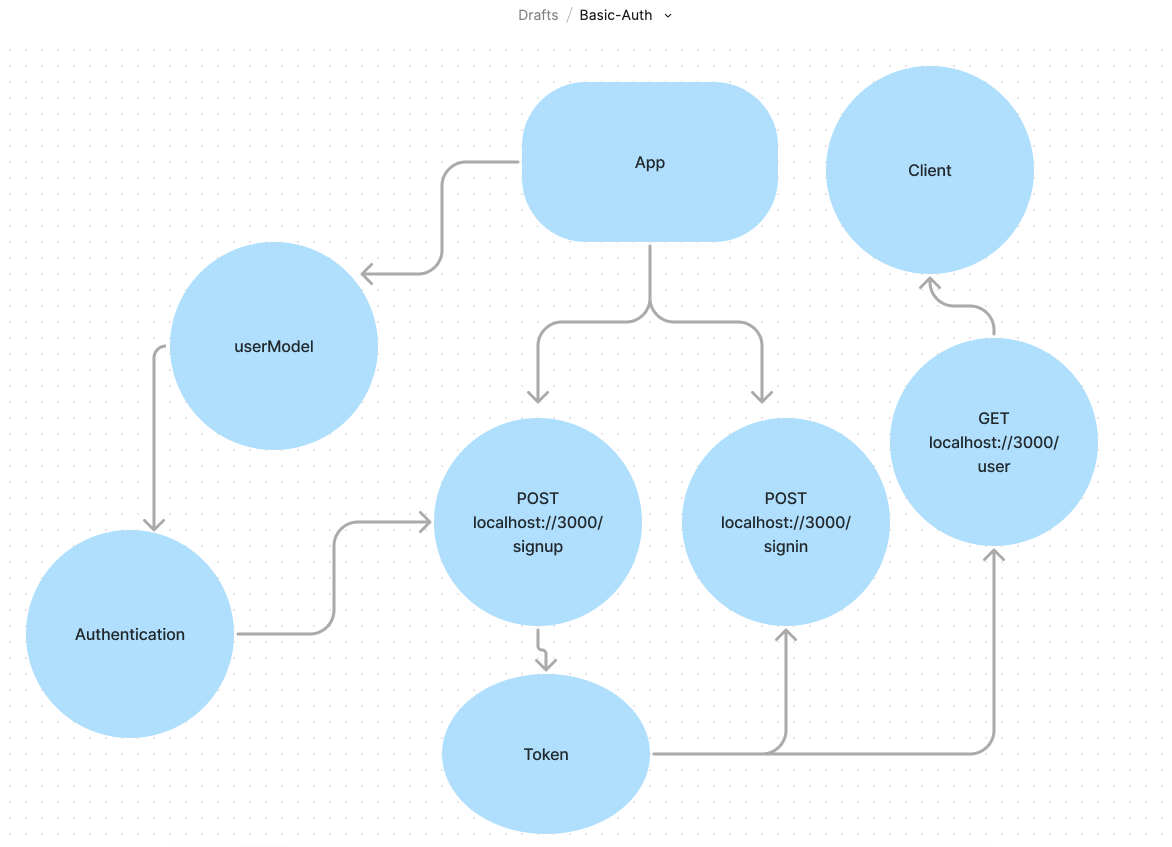 Drafts / Basic-Auth
App
Client
userModel
GET
localhost://3000/
user
POST
localhost://3000/
signup
POST
localhost://3000/
signin
Authentication
Token